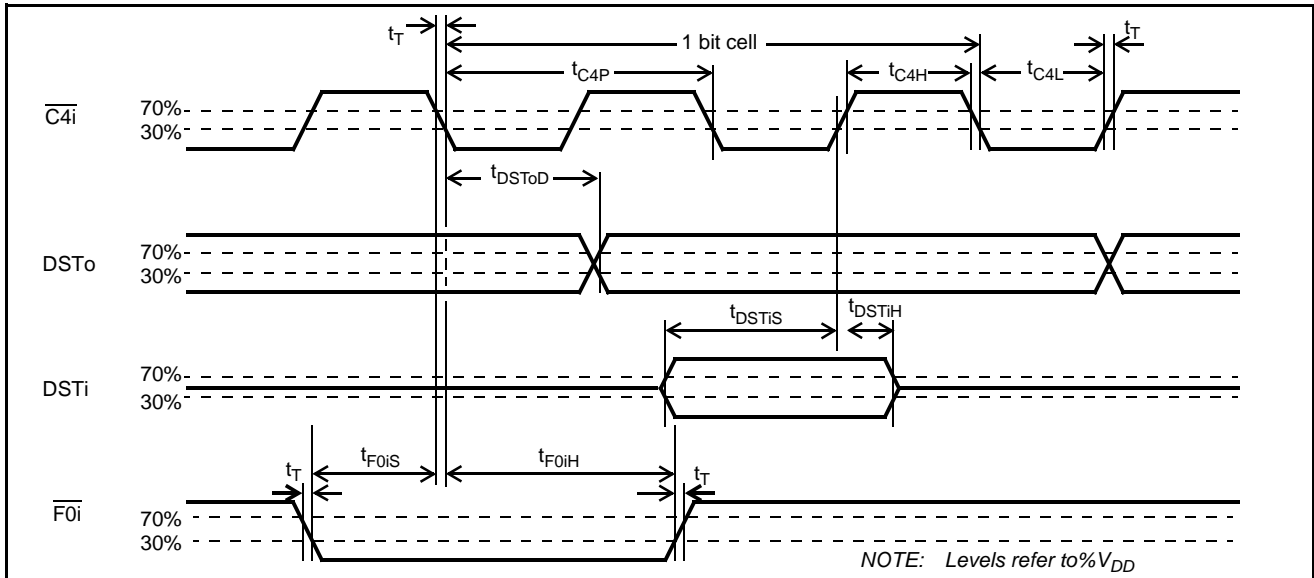 tT 1 bit cell tT
tC4P tC4H tC4L
C4i
70%
30%
tDSToD
DSTo
70%
30%
tDSTiS tDSTiH
DSTi
70%
30%
tT tF0iS tF0iH tT
F0i
70%
30%
NOTE: Levels refer to%VDD